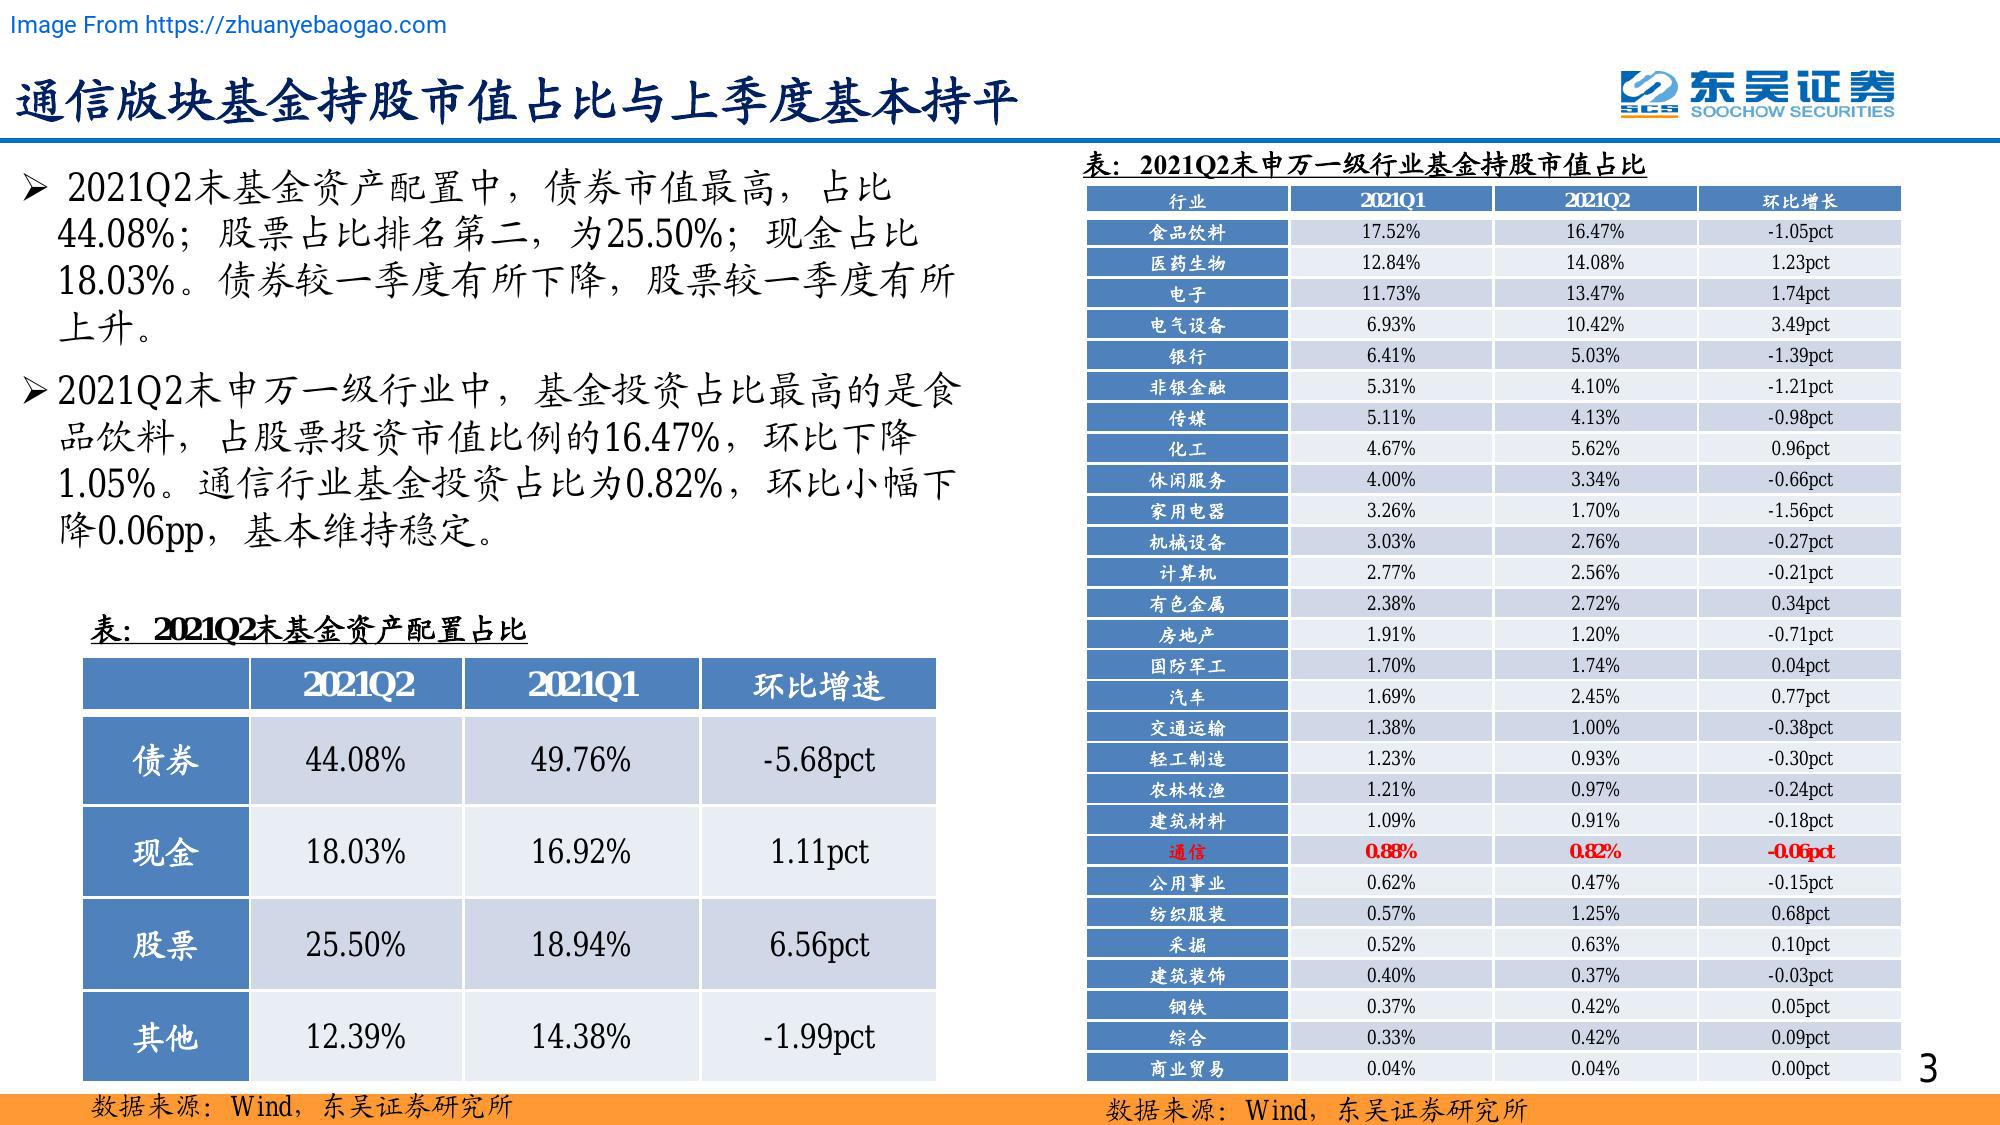 Image From https://zhuanyebaogao.com
通信版块基金持股市值占比与上季度基本持平
东吴证券
SCS SOOCHOW SECURITIES
➢ 2021Q2末基金资产配置中，债券市值最高，占比
44.08%；股票占比排名第二，为25.50%；现金占比
18.03%。债券较一季度有所下降，股票较一季度有所
上升。
➢ 2021Q2末申万一级行业中，基金投资占比最高的是食
品饮料，占股票投资市值比例的16.47%，环比下降
1.05%。通信行业基金投资占比为0.82%，环比小幅下
降0.06pp，基本维持稳定。
表：2021Q2末基金资产配置占比
2021Q2 2021Q1 环比增速
债券 44.08% 49.76% -5.68pct
现金 18.03% 16.92% 1.11pct
股票 25.50% 18.94% 6.56pct
其他 12.39% 14.38% -1.99pct
数据来源：Wind，东吴证券研究所
表：2021Q2末申万一级行业基金持股市值占比
行业 2021Q1 2021Q2 环比增长
食品饮料 17.52% 16.47% -1.05pct
医药生物 12.84% 14.08% 1.23pct
电子 11.73% 13.47% 1.74pct
电气设备 6.93% 10.42% 3.49pct
银行 6.41% 5.03% -1.39pct
非银金融 5.31% 4.10% -1.21pct
传媒 5.11% 4.13% -0.98pct
化工 4.67% 5.62% 0.96pct
休闲服务 4.00% 3.34% -0.66pct
家用电器 3.26% 1.70% -1.56pct
机械设备 3.03% 2.76% -0.27pct
计算机 2.77% 2.56% -0.21pct
有色金属 2.38% 2.72% 0.34pct
房地产 1.91% 1.20% -0.71pct
国防军工 1.70% 1.74% 0.04pct
汽车 1.69% 2.45% 0.77pct
交通运输 1.38% 1.00% -0.38pct
轻工制造 1.23% 0.93% -0.30pct
农林牧渔 1.21% 0.97% -0.24pct
建筑材料 1.09% 0.91% -0.18pct
通信 0.88% 0.82% -0.06pct
公用事业 0.62% 0.47% -0.15pct
纺织服装 0.57% 1.25% 0.68pct
采掘 0.52% 0.63% 0.10pct
建筑装饰 0.40% 0.37% -0.03pct
钢铁 0.37% 0.42% 0.05pct
综合 0.33% 0.42% 0.09pct
商业贸易 0.04% 0.04% 0.00pct
数据来源：Wind，东吴证券研究所
3